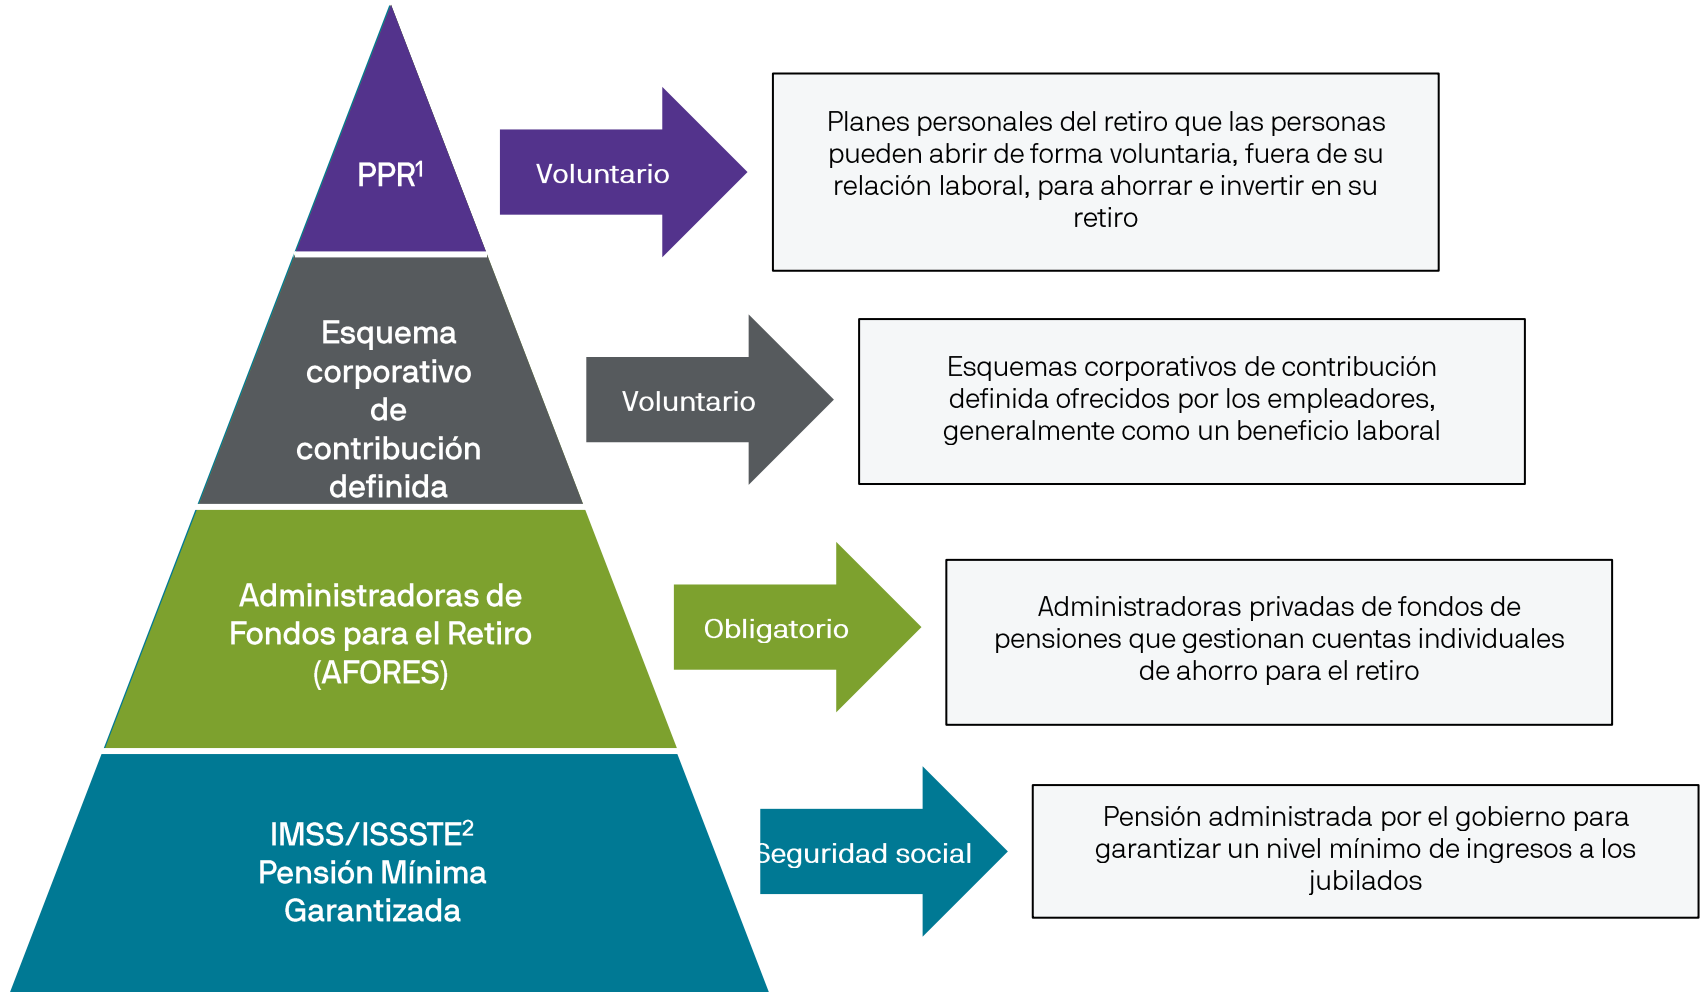 PPR¹
Voluntario
Planes personales del retiro que las personas
pueden abrir de forma voluntaria, fuera de su
relación laboral, para ahorrar e invertir en su
retiro
Esquema
corporativo
de
contribución
definida
Voluntario
Esquemas corporativos de contribución
definida ofrecidos por los empleadores,
generalmente como un beneficio laboral
Administradoras de
Fondos para el Retiro
(AFORES)
Obligatorio
Administradoras privadas de fondos de
pensiones que gestionan cuentas individuales
de ahorro para el retiro
IMSS/ISSSTE²
Pensión Mínima
Garantizada
Seguridad social
Pensión administrada por el gobierno para
garantizar un nivel mínimo de ingresos a los
jubilados